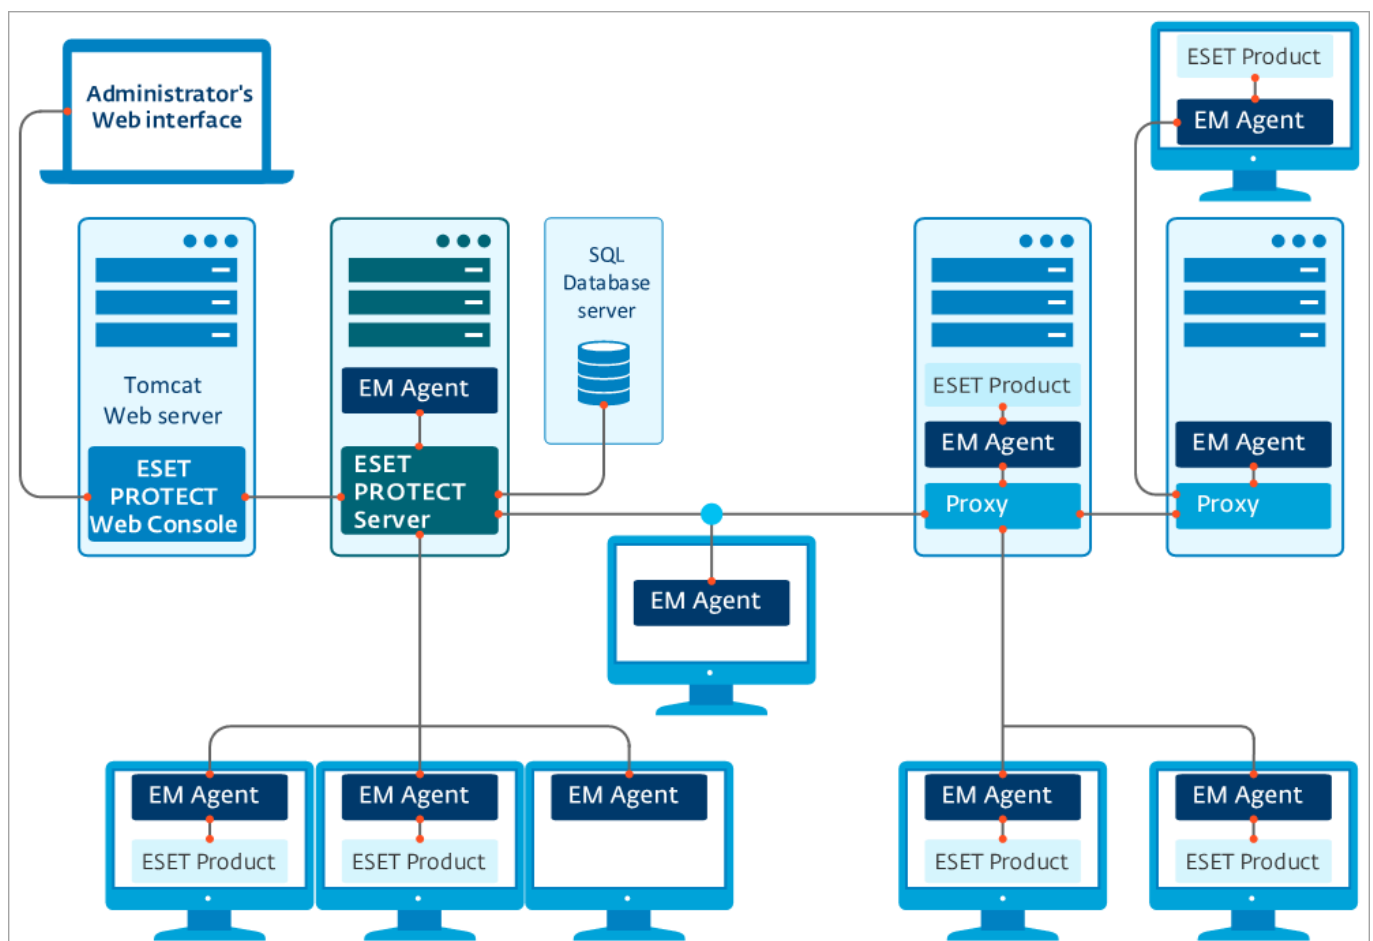 Administrator's
Web interface
ESET Product
EM Agent
Tomcat
Web server
ESET
PROTECT
Web Console
EM Agent
ESET
PROTECT
Server
SQL
Database
server
ESET Product
EM Agent
Proxy
EM Agent
Proxy
EM Agent
EM Agent
ESET Product
EM Agent
ESET Product
EM Agent
EM Agent
ESET Product
EM Agent
ESET Product